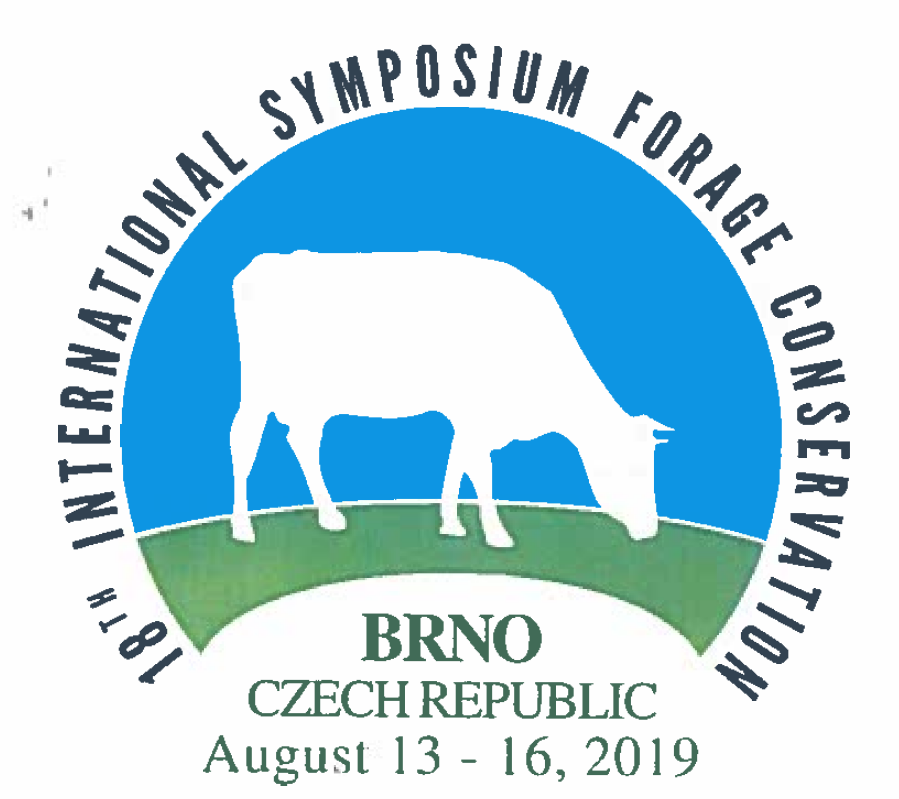 18TH INTERNATIONAL SYMPOSIUM FORAGE CONSERVATION
BRNO
CZECH REPUBLIC
August 13 - 16, 2019